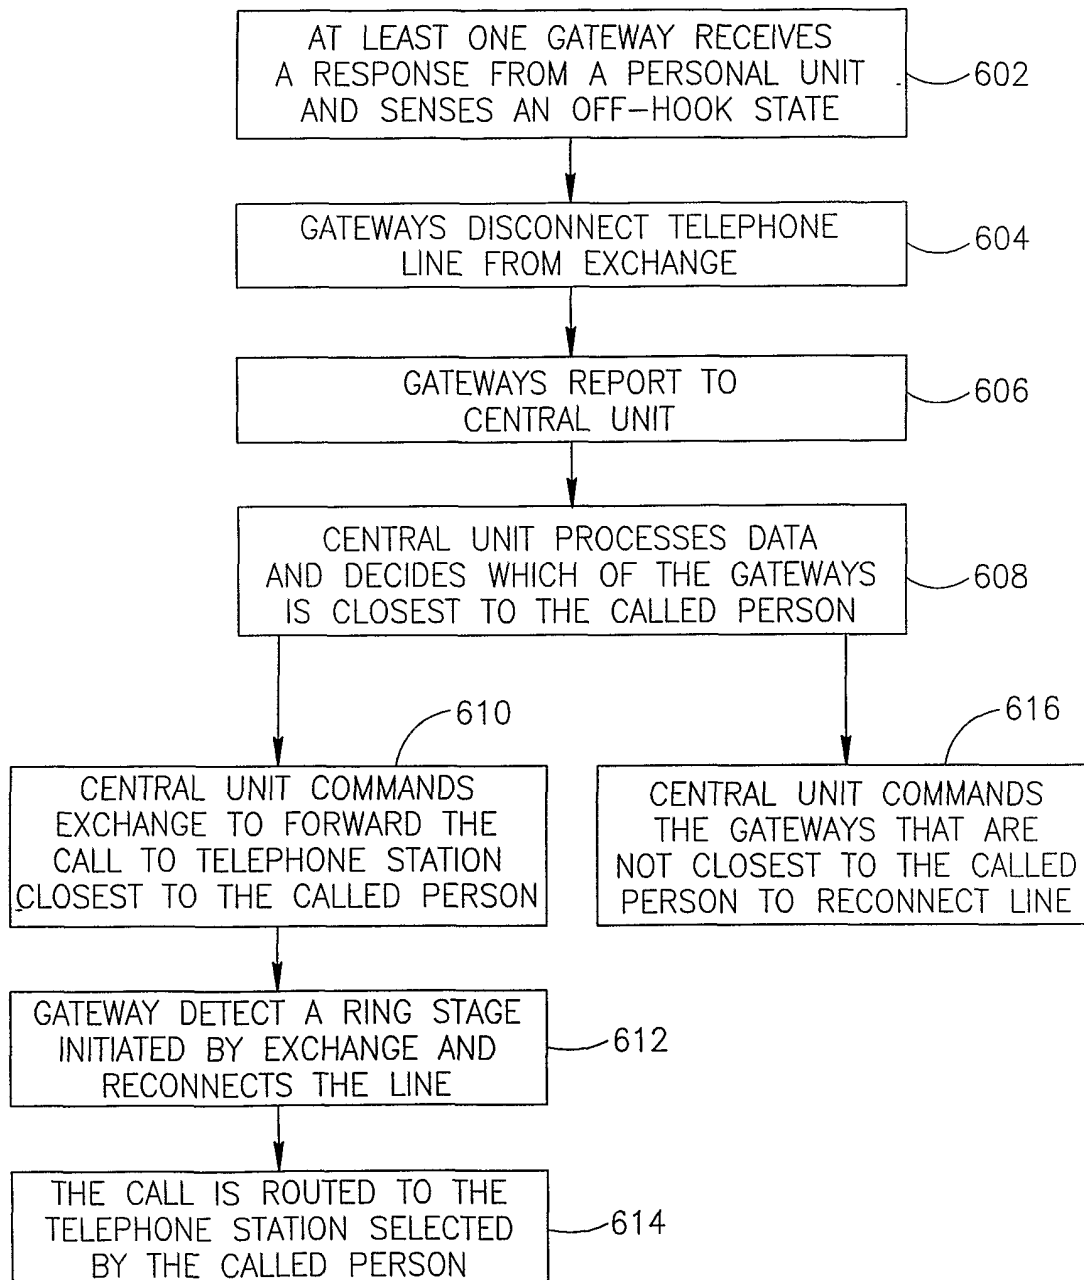 AT LEAST ONE GATEWAY RECEIVES
A RESPONSE FROM A PERSONAL UNIT
AND SENSES AN OFF-HOOK STATE
602
GATEWAYS DISCONNECT TELEPHONE
LINE FROM EXCHANGE
604
GATEWAYS REPORT TO
CENTRAL UNIT
606
CENTRAL UNIT PROCESSES DATA
AND DECIDES WHICH OF THE GATEWAYS
IS CLOSEST TO THE CALLED PERSON
608
610
CENTRAL UNIT COMMANDS
EXCHANGE TO FORWARD THE
CALL TO TELEPHONE STATION
CLOSEST TO THE CALLED PERSON
616
CENTRAL UNIT COMMANDS
THE GATEWAYS THAT ARE
NOT CLOSEST TO THE CALLED
PERSON TO RECONNECT LINE
GATEWAY DETECT A RING STAGE
INITIATED BY EXCHANGE AND
RECONNECTS THE LINE
612
THE CALL IS ROUTED TO THE
TELEPHONE STATION SELECTED
BY THE CALLED PERSON
614